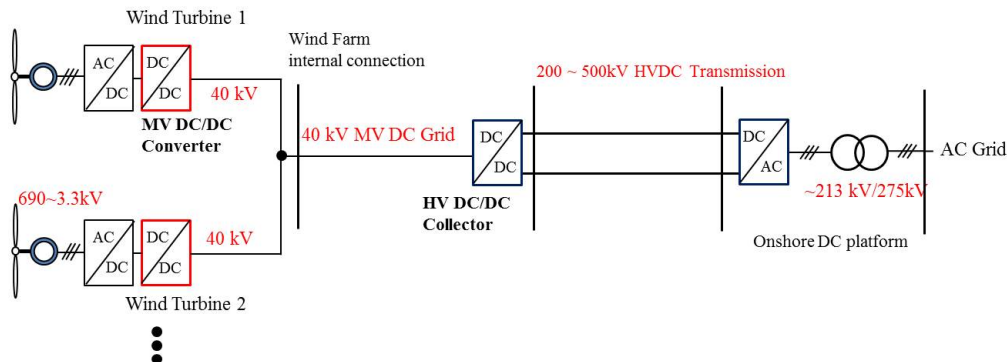 Wind Turbine 1
AC
DC
DC
DC
40 kV
MV DC/DC
Converter
Wind Farm
internal connection
40 kV MV DC Grid
DC
DC
HV DC/DC
Collector
200 ~ 500kV HVDC Transmission
DC
AC
AC Grid
~213 kV/275kV
Onshore DC platform
690~3.3kV
AC
DC
DC
DC
40 kV
Wind Turbine 2